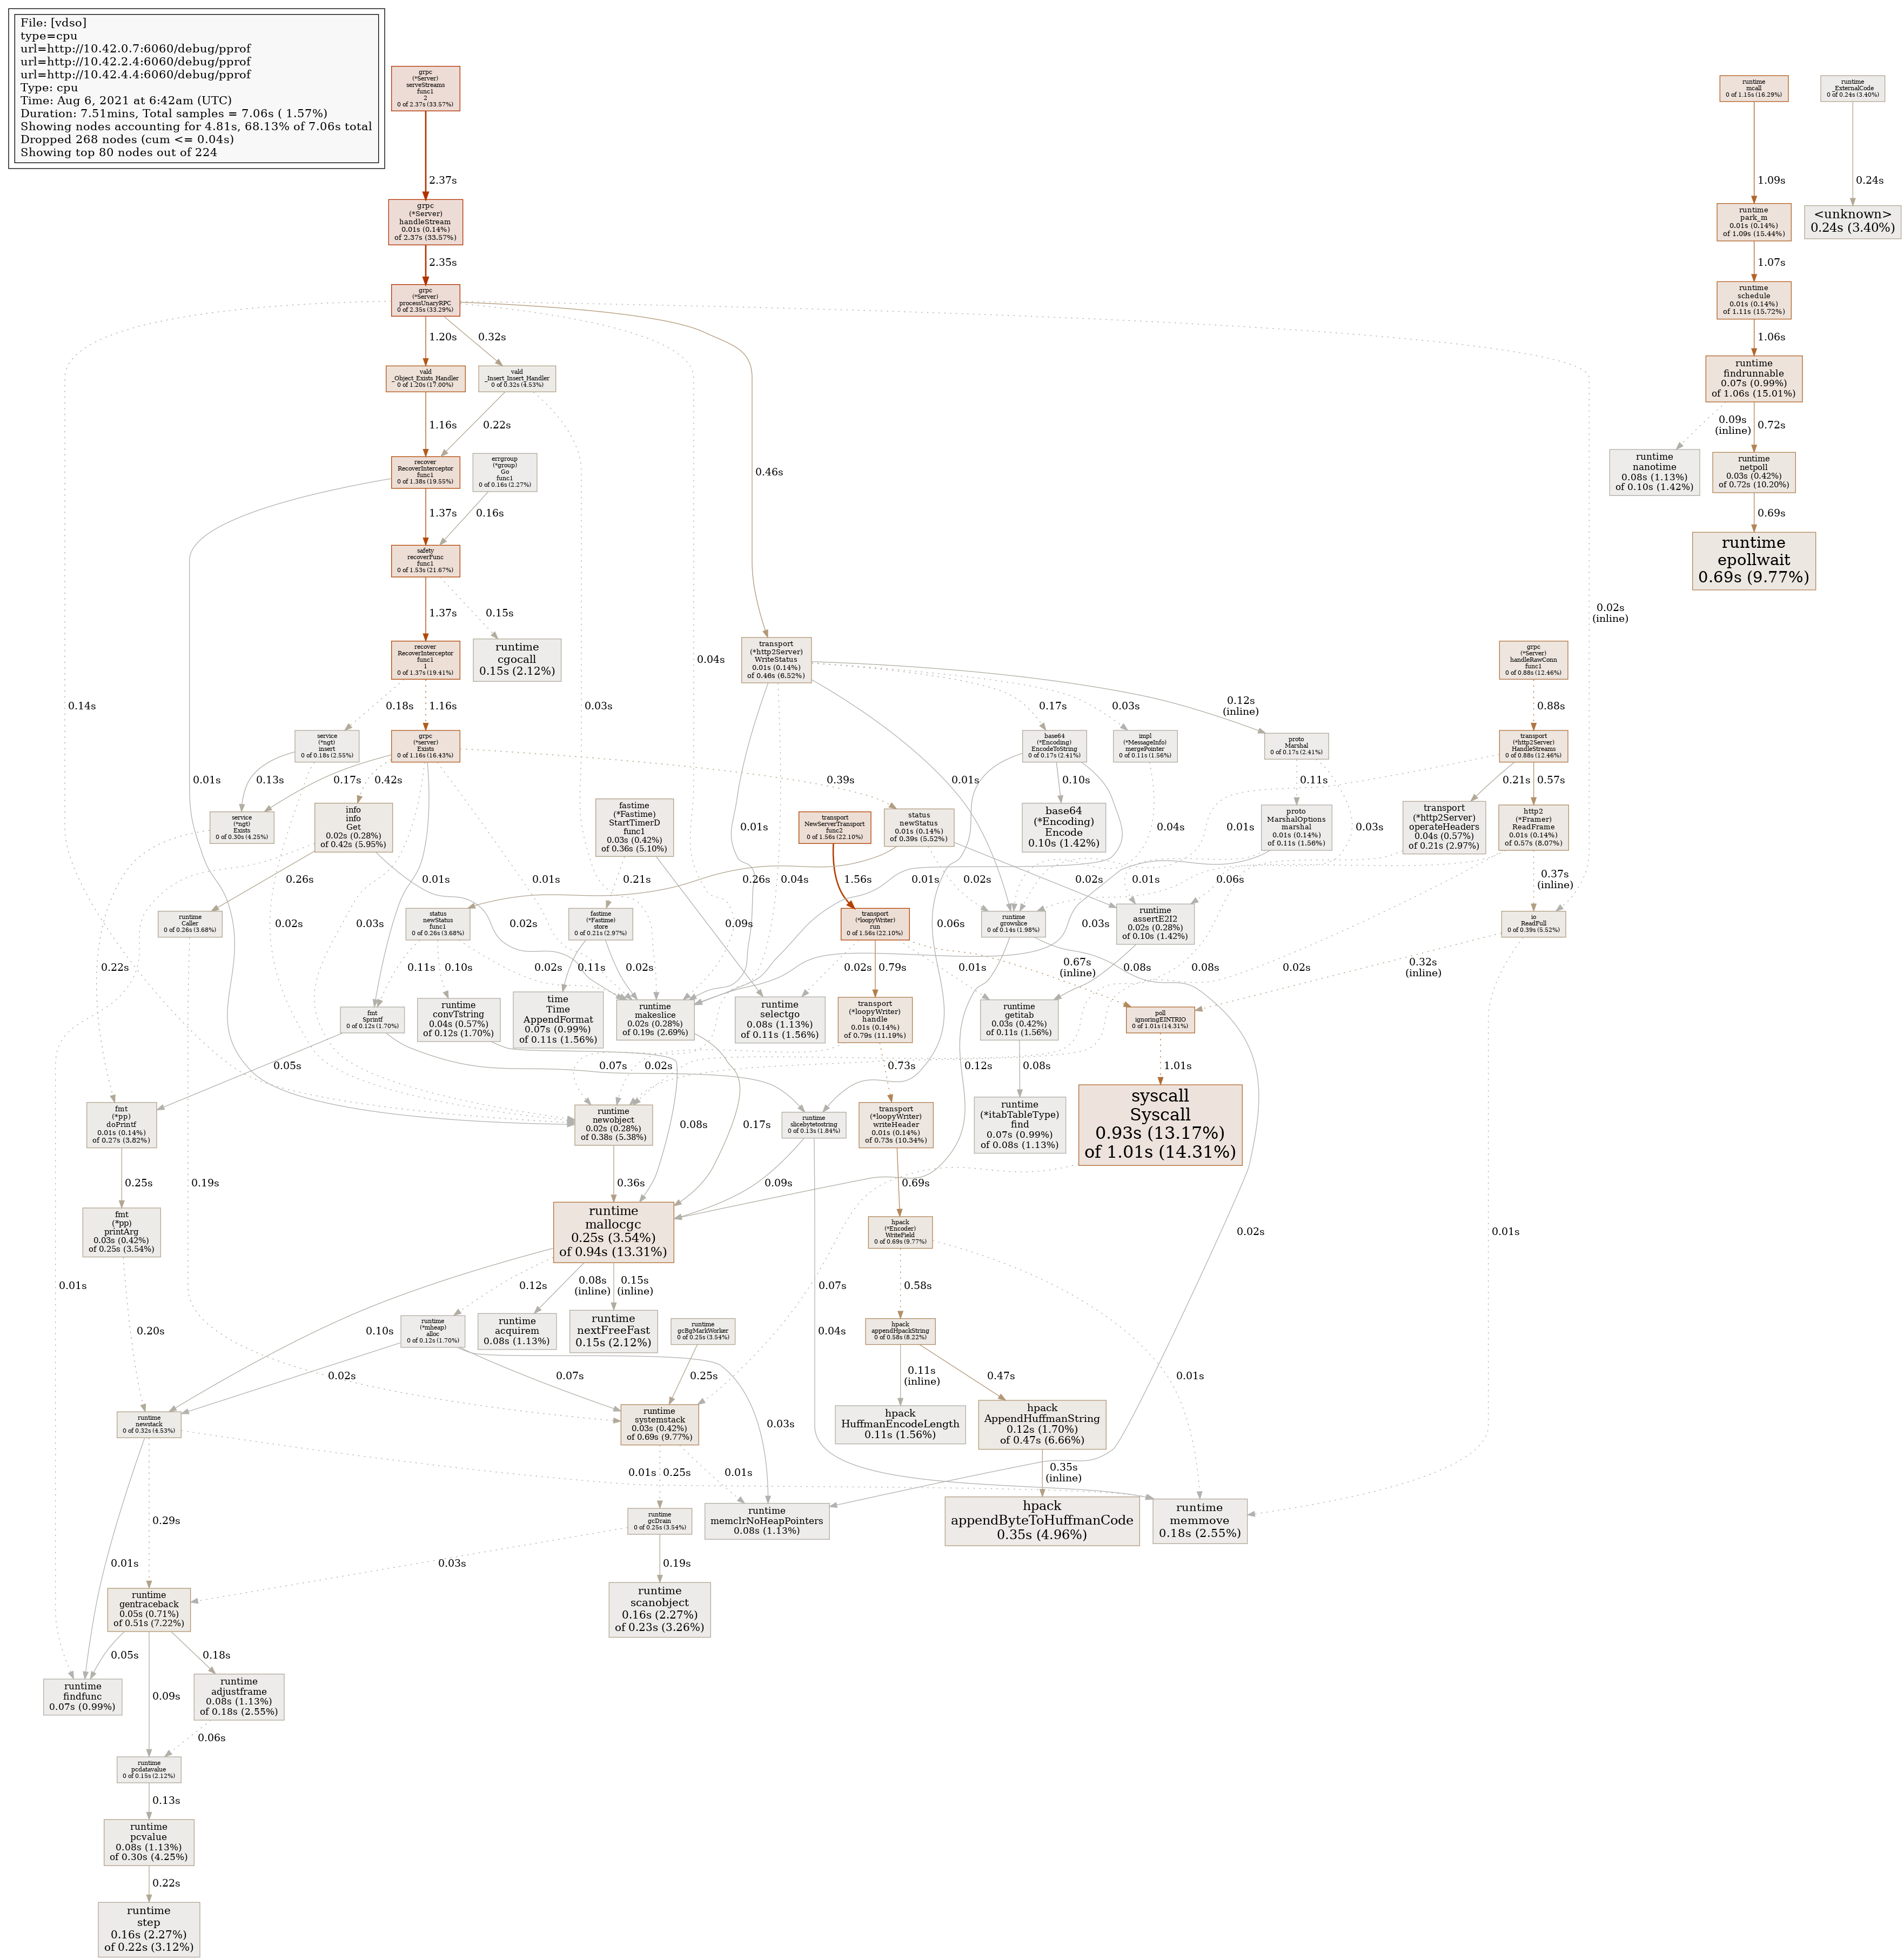 File: [vdso]
type=cpu
url=http://10.42.0.7:6060/debug/pprof
url=http://10.42.2.4:6060/debug/pprof
url=http://10.42.4.4:6060/debug/pprof
Type: cpu
Time: Aug 6, 2021 at 6:42am (UTC)
Duration: 7.51mins, Total samples = 7.06s ( 1.57%)
Showing nodes accounting for 4.81s, 68.13% of 7.06s total
Dropped 268 nodes (cum <= 0.04s)
Showing top 80 nodes out of 224
grpc
(*Server)
serveStreams
func1
2
0 of 2.37s (33.57%)
runtime
mcall
0 of 1.15s (16.29%)
runtime
ExternalCode
0 of 0.24s (3.40%)
2.37s
1.09s
0.24s
grpc
(*Server)
handleStream
0.01s (0.14%)
of 2.37s (33.57%)
runtime
park_m
0.01s (0.14%)
of 1.09s (15.44%)
<unknown>
0.24s (3.40%)
2.35s
1.07s
grpc
(*Server)
processUnaryRPC
0 of 2.35s (33.29%)
runtime
schedule
0.01s (0.14%)
of 1.11s (15.72%)
1.20s
0.32s
1.06s
vald
_Object_Exists_Handler
0 of 1.20s (17.00%)
vald
_Insert_Insert_Handler
0 of 0.32s (4.53%)
runtime
findrunnable
0.07s (0.99%)
of 1.06s (15.01%)
1.16s
0.22s
0.09s
(inline)
0.72s
recover
RecoverInterceptor
func1
0 of 1.38s (19.55%)
errgroup
(*group)
Go
func1
0 of 0.16s (2.27%)
0.46s
runtime
nanotime
0.08s (1.13%)
of 0.10s (1.42%)
runtime
netpoll
0.03s (0.42%)
of 0.72s (10.20%)
1.37s
0.16s
0.69s
safety
recoverFunc
func1
0 of 1.53s (21.67%)
runtime
epollwait
0.69s (9.77%)
1.37s
0.15s
0.02s
(inline)
recover
RecoverInterceptor
func1
1
0 of 1.37s (19.41%)
runtime
cgocall
0.15s (2.12%)
0.04s
transport
(*http2Server)
WriteStatus
0.01s (0.14%)
of 0.46s (6.52%)
grpc
(*Server)
handleRawConn
func1
0 of 0.88s (12.46%)
0.14s
0.18s
1.16s
0.03s
0.17s
0.03s
0.12s
(inline)
0.88s
service
(*ngt)
insert
0 of 0.18s (2.55%)
grpc
(*server)
Exists
0 of 1.16s (16.43%)
base64
(*Encoding)
EncodeToString
0 of 0.17s (2.41%)
impl
(*MessageInfo)
mergePointer
0 of 0.11s (1.56%)
proto
Marshal
0 of 0.17s (2.41%)
transport
(*http2Server)
HandleStreams
0 of 0.88s (12.46%)
0.01s
0.13s
0.17s
0.42s
0.39s
0.01s
0.10s
0.11s
0.21s
0.57s
service
(*ngt)
Exists
0 of 0.30s (4.25%)
info
info
Get
0.02s (0.28%)
of 0.42s (5.95%)
fastime
(*Fastime)
StartTimerD
func1
0.03s (0.42%)
of 0.36s (5.10%)
transport
NewServerTransport
func2
0 of 1.56s (22.10%)
status
newStatus
0.01s (0.14%)
of 0.39s (5.52%)
base64
(*Encoding)
Encode
0.10s (1.42%)
proto
MarshalOptions
marshal
0.01s (0.14%)
of 0.11s (1.56%)
transport
(*http2Server)
operateHeaders
0.04s (0.57%)
of 0.21s (2.97%)
http2
(*Framer)
ReadFrame
0.01s (0.14%)
of 0.57s (8.07%)
0.01s
0.04s
0.01s
0.03s
0.26s
0.01s
0.01s
0.21s
0.26s
0.04s
1.56s
0.01s
0.02s
0.02s
0.01s
0.06s
0.37s
(inline)
runtime
Caller
0 of 0.26s (3.68%)
status
newStatus
func1
0 of 0.26s (3.68%)
fastime
(*Fastime)
store
0 of 0.21s (2.97%)
transport
(*loopyWriter)
run
0 of 1.56s (22.10%)
runtime
growslice
0 of 0.14s (1.98%)
runtime
assertE2I2
0.02s (0.28%)
of 0.10s (1.42%)
io
ReadFull
0 of 0.39s (5.52%)
0.02s
0.03s
0.02s
0.09s
0.06s
0.03s
0.22s
0.11s
0.10s
0.02s
0.11s
0.02s
0.02s
0.79s
0.01s
0.67s
(inline)
0.08s
0.08s
0.02s
0.32s
(inline)
fmt
Sprintf
0 of 0.12s (1.70%)
runtime
convTstring
0.04s (0.57%)
of 0.12s (1.70%)
time
Time
AppendFormat
0.07s (0.99%)
of 0.11s (1.56%)
runtime
makeslice
0.02s (0.28%)
of 0.19s (2.69%)
runtime
selectgo
0.08s (1.13%)
of 0.11s (1.56%)
transport
(*loopyWriter)
handle
0.01s (0.14%)
of 0.79s (11.19%)
runtime
getitab
0.03s (0.42%)
of 0.11s (1.56%)
poll
ignoringEINTRIO
0 of 1.01s (14.31%)
0.05s
0.07s
0.02s
0.73s
0.12s
0.08s
1.01s
fmt
(*pp)
doPrintf
0.01s (0.14%)
of 0.27s (3.82%)
runtime
newobject
0.02s (0.28%)
of 0.38s (5.38%)
runtime
slicebytetostring
0 of 0.13s (1.84%)
transport
(*loopyWriter)
writeHeader
0.01s (0.14%)
of 0.73s (10.34%)
runtime
(*itabTableType)
find
0.07s (0.99%)
of 0.08s (1.13%)
syscall
Syscall
0.93s (13.17%)
of 1.01s (14.31%)
0.08s
0.17s
0.25s
0.19s
0.36s
0.09s
0.69s
fmt
(*pp)
printArg
0.03s (0.42%)
of 0.25s (3.54%)
runtime
mallocgc
0.25s (3.54%)
of 0.94s (13.31%)
hpack
(*Encoder)
WriteField
0 of 0.69s (9.77%)
0.02s
0.01s
0.01s
0.12s
0.08s
(inline)
0.15s
(inline)
0.07s
0.58s
runtime
(*mheap)
alloc
0 of 0.12s (1.70%)
runtime
acquirem
0.08s (1.13%)
runtime
nextFreeFast
0.15s (2.12%)
runtime
gcBgMarkWorker
0 of 0.25s (3.54%)
hpack
appendHpackString
0 of 0.58s (8.22%)
0.20s
0.10s
0.04s
0.02s
0.07s
0.25s
0.11s
(inline)
0.47s
0.01s
runtime
newstack
0 of 0.32s (4.53%)
runtime
systemstack
0.03s (0.42%)
of 0.69s (9.77%)
0.03s
hpack
HuffmanEncodeLength
0.11s (1.56%)
hpack
AppendHuffmanString
0.12s (1.70%)
of 0.47s (6.66%)
0.01s
0.25s
0.01s
0.35s
(inline)
0.29s
runtime
gcDrain
0 of 0.25s (3.54%)
runtime
memclrNoHeapPointers
0.08s (1.13%)
hpack
appendByteToHuffmanCode
0.35s (4.96%)
runtime
memmove
0.18s (2.55%)
0.01s
0.03s
0.19s
runtime
gentraceback
0.05s (0.71%)
of 0.51s (7.22%)
runtime
scanobject
0.16s (2.27%)
of 0.23s (3.26%)
0.05s
0.18s
runtime
findfunc
0.07s (0.99%)
0.09s
runtime
adjustframe
0.08s (1.13%)
of 0.18s (2.55%)
0.06s
runtime
pcdatavalue
0 of 0.15s (2.12%)
0.13s
runtime
pcvalue
0.08s (1.13%)
of 0.30s (4.25%)
0.22s
runtime
step
0.16s (2.27%)
of 0.22s (3.12%)